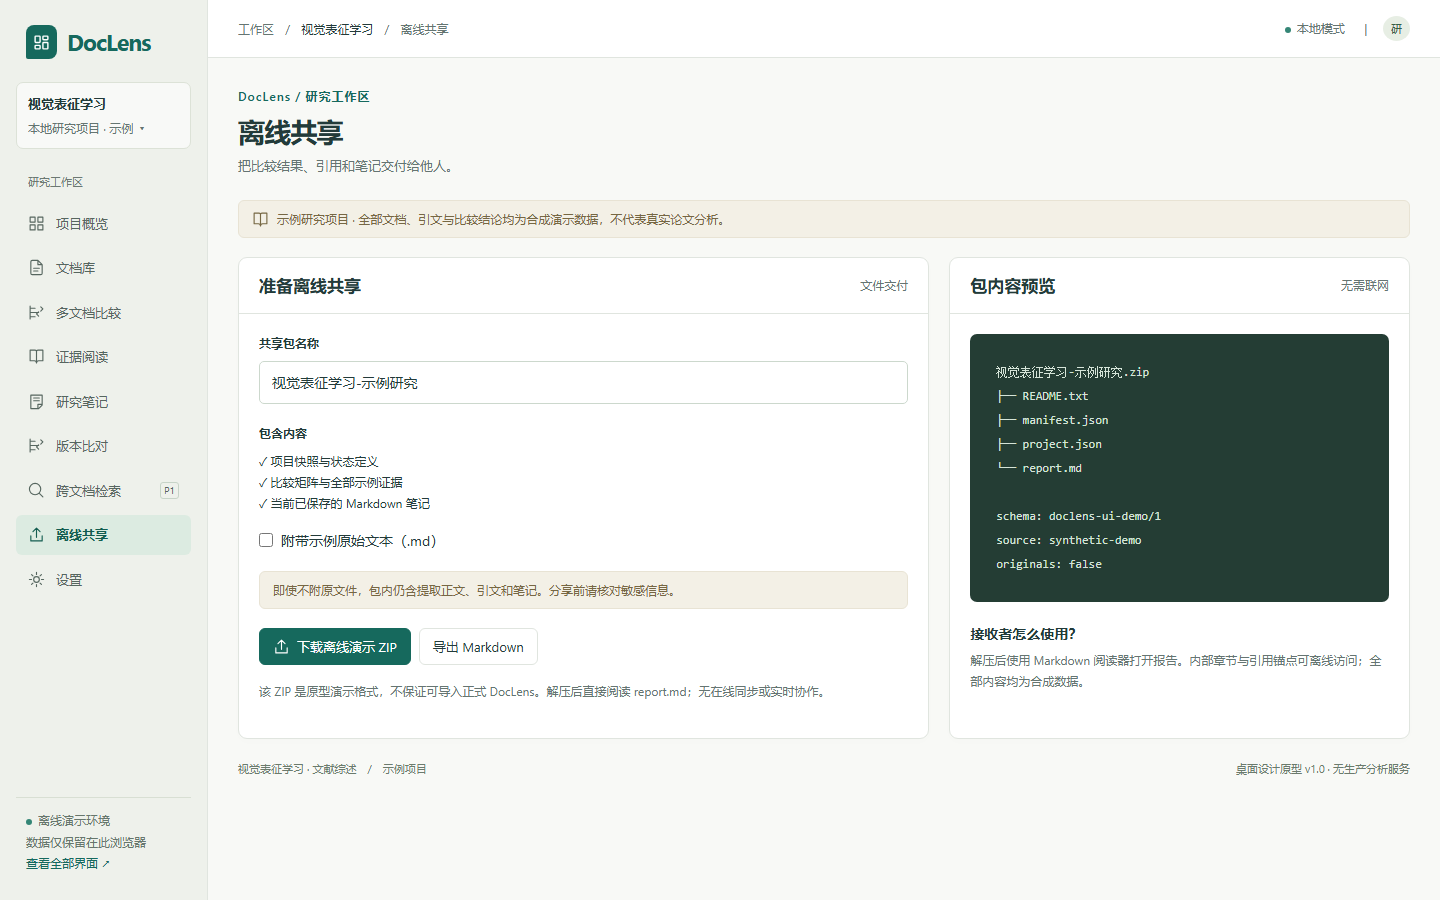 DocLens
视觉表征学习
本地研究项目 · 示例 ▾
研究工作区
项目概览
文档库
多文档比较
证据阅读
研究笔记
版本比对
跨文档检索 P1
离线共享
设置
离线演示环境
数据仅保留在此浏览器
查看全部界面 ↗
工作区 / 视觉表征学习 / 离线共享
本地模式 | 研
DocLens / 研究工作区
离线共享
把比较结果、引用和笔记交付给他人。
示例研究项目 · 全部文档、引文与比较结论均为合成演示数据，不代表真实论文分析。
准备离线共享 文件交付
共享包名称
视觉表征学习-示例研究
包含内容
✓ 项目快照与状态定义
✓ 比较矩阵与全部示例证据
✓ 当前已保存的 Markdown 笔记
附带示例原始文本（.md）
即使不附原文件，包内仍含提取正文、引文和笔记。分享前请核对敏感信息。
下载离线演示 ZIP 导出 Markdown
该 ZIP 是原型演示格式，不保证可导入正式 DocLens。解压后直接阅读 report.md；无在线同步或实时协作。
包内容预览 无需联网
视觉表征学习-示例研究.zip
├── README.txt
├── manifest.json
├── project.json
└── report.md
schema: doclens-ui-demo/1
source: synthetic-demo
originals: false
接收者怎么使用？
解压后使用 Markdown 阅读器打开报告。内部章节与引用锚点可离线访问；全
部内容均为合成数据。
视觉表征学习 · 文献综述 / 示例项目
桌面设计原型 v1.0 · 无生产分析服务